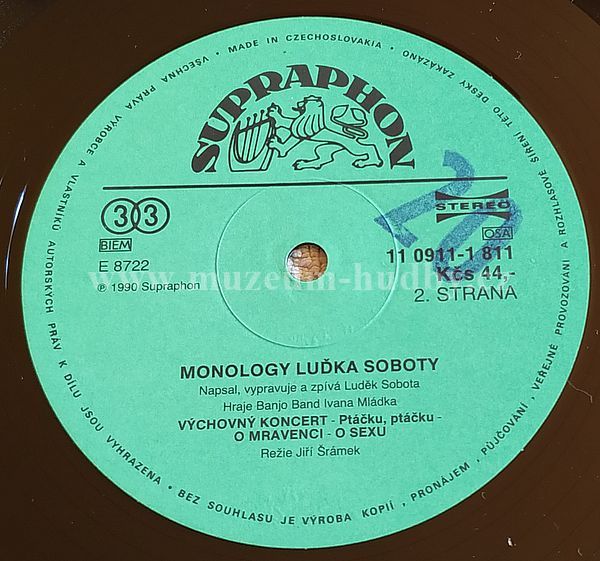 VŠECHNA PRÁVA VÝROBCE A VLASTNÍKŮ AUTORSKÝCH PRÁV K DÍLU JSOU VYHRAZENA • BEZ SOUHLASU JE VÝROBA KOPIÍ, PRONÁJEM, PŮJČOVÁNÍ, VEŘEJNÉ PROVOZOVÁNÍ A ROZHLASOVÉ ŠÍŘENÍ TÉTO DESKY ZAKÁZÁNO • MADE IN CZECHOSLOVAKIA •
SUPRAPHON
33
STEREO
20
BIEM
OSA
E 8722
11 0911-1 811
www.muzeum-hudby.cz
Kčs 44,-
℗ 1990 Supraphon
2. STRANA
MONOLOGY LUĎKA SOBOTY
Napsal, vypravuje a zpívá Luděk Sobota
Hraje Banjo Band Ivana Mládka
VÝCHOVNÝ KONCERT - Ptáčku, ptáčku -
O MRAVENCI - O SEXU
Režie Jiří Šrámek